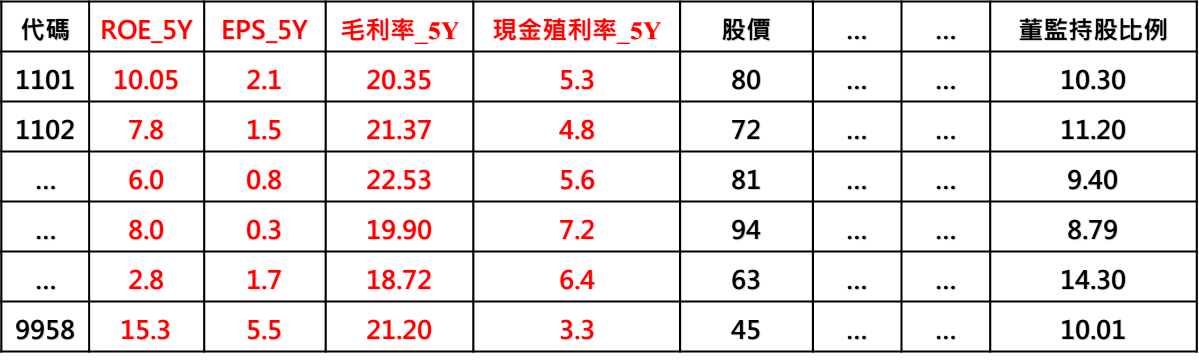 代碼 ROE_5Y EPS_5Y 毛利率_5Y 現金殖利率_5Y 股價 ... ... 董監持股比例
1101 10.05 2.1 20.35 5.3 80 ... ... 10.30
1102 7.8 1.5 21.37 4.8 72 ... ... 11.20
... 6.0 0.8 22.53 5.6 81 ... ... 9.40
... 8.0 0.3 19.90 7.2 94 ... ... 8.79
... 2.8 1.7 18.72 6.4 63 ... ... 14.30
9958 15.3 5.5 21.20 3.3 45 ... ... 10.01